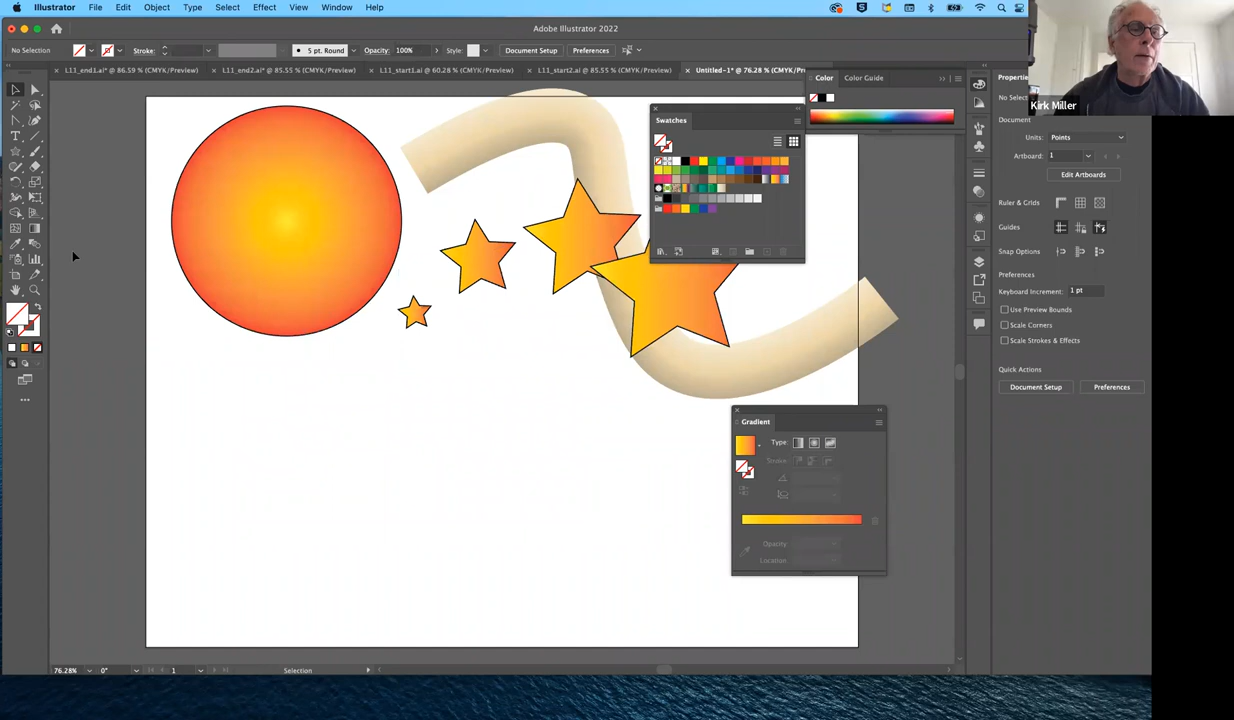 Illustrator File Edit Object Type Select Effect View Window Help
Adobe Illustrator 2022
No Selection Stroke: 5 pt. Round Opacity: 100% Style: Document Setup Preferences
× L11_end1.ai* @ 86.59 % (CMYK/Preview) × L11_end2.ai* @ 85.55 % (CMYK/Preview) × L11_start1.ai @ 60.28 % (CMYK/Preview) × L11_start2.ai @ 85.55 % (CMYK/Preview) × Untitled-1* @ 76.28 % (CMYK/Pre
Color Color Guide
Swatches
Gradient
Type:
Stroke:
Opacity:
Location:
Kirk Miller
Properties
No Selec
Document
Units: Points
Artboard: 1
Edit Artboards
Ruler & Grids
Guides
Snap Options
Preferences
Keyboard Increment: 1 pt
Use Preview Bounds
Scale Corners
Scale Strokes & Effects
Quick Actions
Document Setup Preferences
76.28% 0° 1 Selection